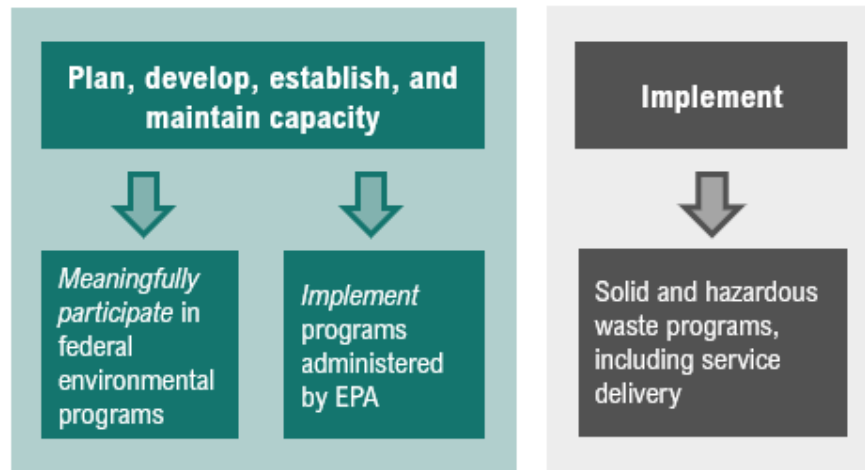 Plan, develop, establish, and
maintain capacity
Meaningfully
participate in
federal
environmental
programs
Implement
programs
administered
by EPA
Implement
Solid and hazardous
waste programs,
including service
delivery